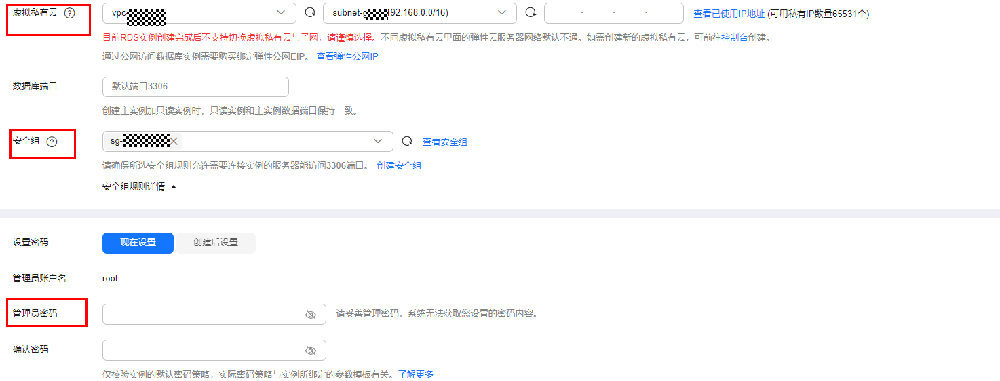 虚拟私有云 ? vpc- subnet-g 92.168.0.0/16) . . . 查看已使用IP地址 (可用私有IP数量65531个)
目前RDS实例创建完成后不支持切换虚拟私有云与子网，请谨慎选择。不同虚拟私有云里面的弹性云服务器网络默认不通。如需创建新的虚拟私有云，可前往控制台创建。
通过公网访问数据库实例需要购买绑定弹性公网EIP。 查看弹性公网IP
数据库端口 默认端口3306
创建主实例加只读实例时，只读实例和主实例数据端口保持一致。
安全组 ? sg- 查看安全组
请确保所选安全组规则允许需要连接实例的服务器能访问3306端口。 创建安全组
安全组规则详情
设置密码 现在设置 创建后设置
管理员账户名 root
管理员密码 请妥善管理密码，系统无法获取您设置的密码内容。
确认密码
仅校验实例的默认密码策略，实际密码策略与实例所绑定的参数模板有关。了解更多